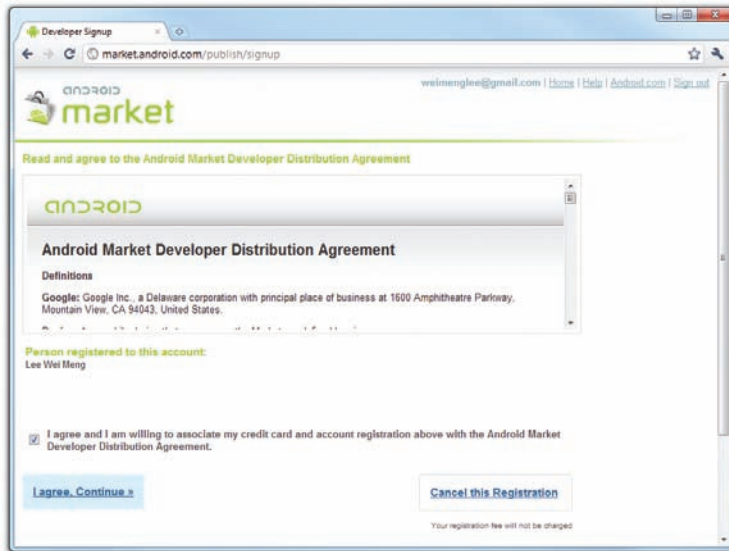 Developer Signup
market.android.com/publish/signup
weimenglee@gmail.com | Home | Help | Android.com | Sign out
android
market
Read and agree to the Android Market Developer Distribution Agreement
android
Android Market Developer Distribution Agreement
Definitions
Google: Google Inc., a Delaware corporation with principal place of business at 1600 Amphitheatre Parkway,
Mountain View, CA 94043, United States.
Person registered to this account:
Lee Wei Meng
I agree and I am willing to associate my credit card and account registration above with the Android Market
Developer Distribution Agreement.
I agree, Continue »
Cancel this Registration
Your registration fee will not be charged